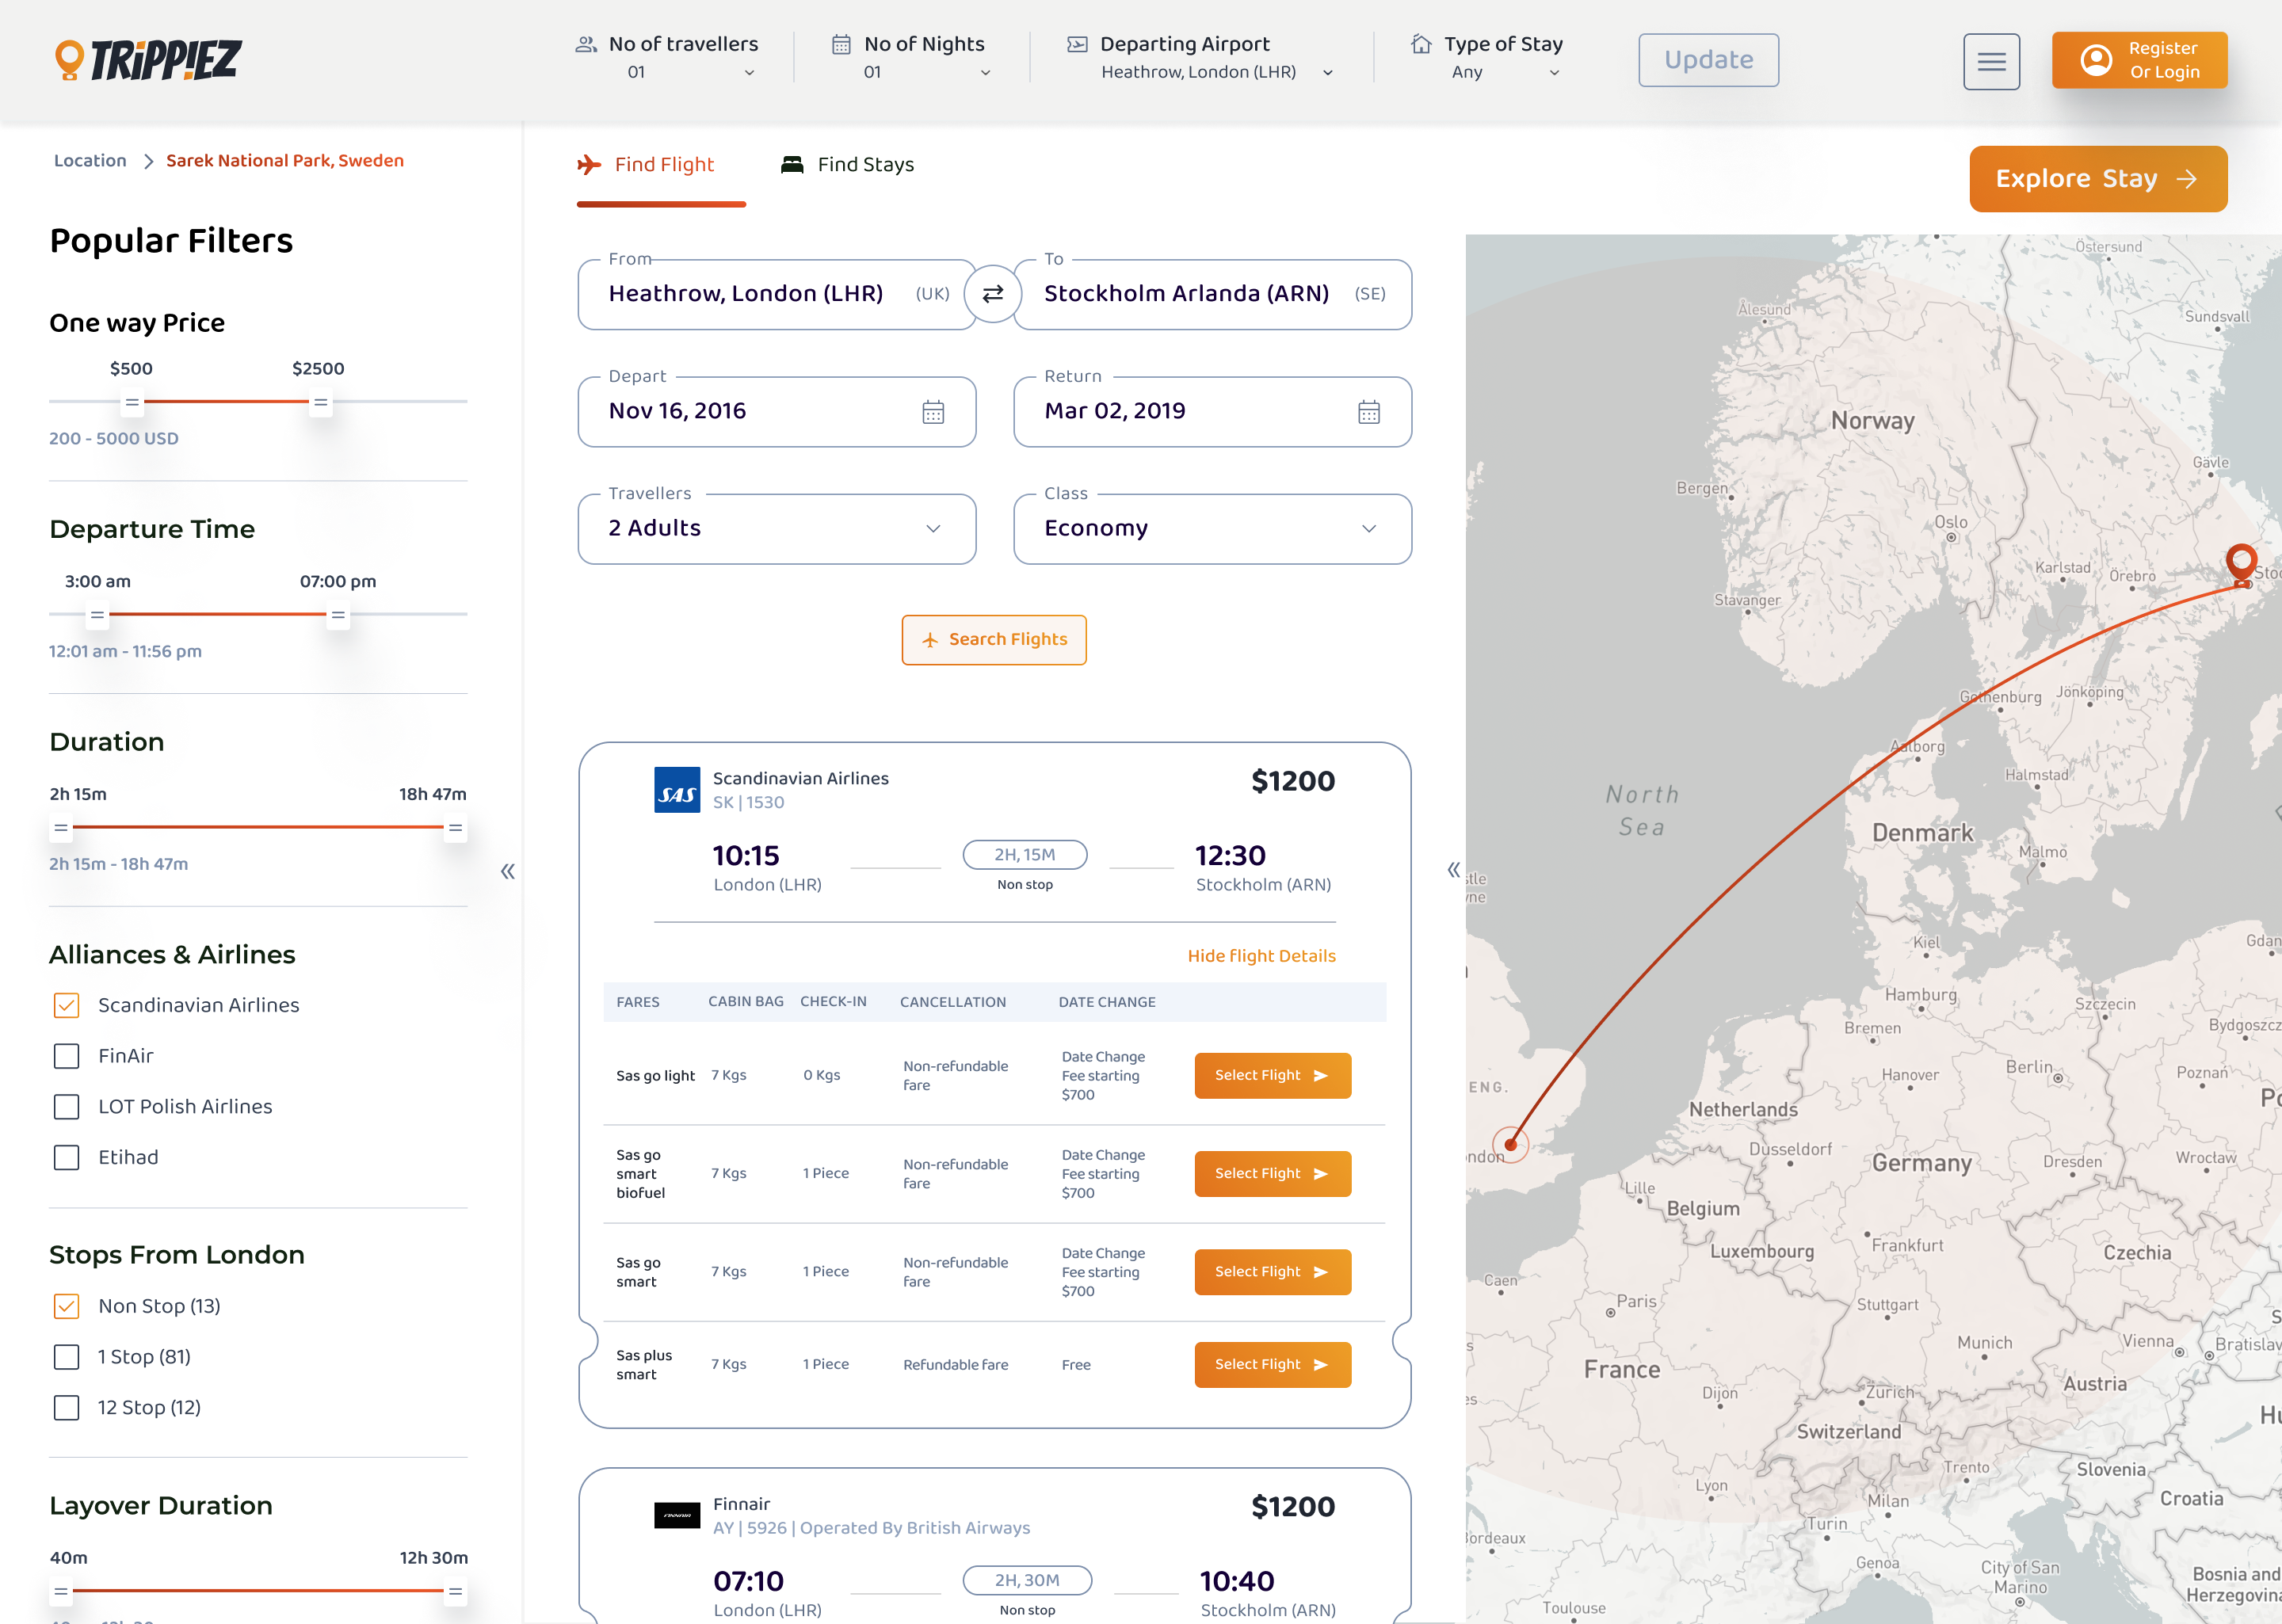 TRIPPIEZ
No of travellers
01
No of Nights
01
Departing Airport
Heathrow, London (LHR)
Type of Stay
Any
Update
Register
Or Login
Location
Sarek National Park, Sweden
Popular Filters
One way Price
$500
$2500
200 - 5000 USD
Departure Time
3:00 am
07:00 pm
12:01 am - 11:56 pm
Duration
2h 15m
18h 47m
2h 15m - 18h 47m
Alliances & Airlines
Scandinavian Airlines
FinAir
LOT Polish Airlines
Etihad
Stops From London
Non Stop (13)
1 Stop (81)
12 Stop (12)
Layover Duration
40m
12h 30m
Find Flight
Find Stays
Explore Stay
From
Heathrow, London (LHR)
(UK)
To
Stockholm Arlanda (ARN)
(SE)
Depart
Nov 16, 2016
Return
Mar 02, 2019
Travellers
2 Adults
Class
Economy
Search Flights
SAS
Scandinavian Airlines
SK | 1530
$1200
10:15
London (LHR)
2H, 15M
Non stop
12:30
Stockholm (ARN)
Hide flight Details
FARES CABIN BAG CHECK-IN CANCELLATION DATE CHANGE
Sas go light
7 Kgs
0 Kgs
Non-refundable
fare
Date Change
Fee starting
$700
Select Flight
Sas go
smart
biofuel
7 Kgs
1 Piece
Non-refundable
fare
Date Change
Fee starting
$700
Select Flight
Sas go
smart
7 Kgs
1 Piece
Non-refundable
fare
Date Change
Fee starting
$700
Select Flight
Sas plus
smart
7 Kgs
1 Piece
Refundable fare
Free
Select Flight
FINNAIR
Finnair
AY | 5926 | Operated By British Airways
$1200
07:10
London (LHR)
2H, 30M
Non stop
10:40
Stockholm (ARN)
Östersund
Ålesund
Sundsvall
Norway
Gävle
Bergen
Oslo
Karlstad
Örebro
Sto
Stavanger
Gothenburg
Jönköping
Aalborg
Halmstad
North
Sea
Denmark
Malmö
stle
yne
Kiel
Gdan
Hamburg
Szczecin
Bremen
Bydgoszcz
ENG.
Hanover
Berlin
Poznań
Netherlands
Po
ndon
Düsseldorf
Germany
Dresden
Wrocław
Lille
Belgium
Luxembourg
Frankfurt
Czechia
Caen
Paris
Stuttgart
S
Munich
Vienna
Bratislav
s
France
Dijon
Zürich
Austria
es
Switzerland
Hu
Trento
Slovenia
Lyon
Milan
Croatia
Turin
Bordeaux
Genoa
City of San
Marino
Bosnia and
Herzegovina
Toulouse